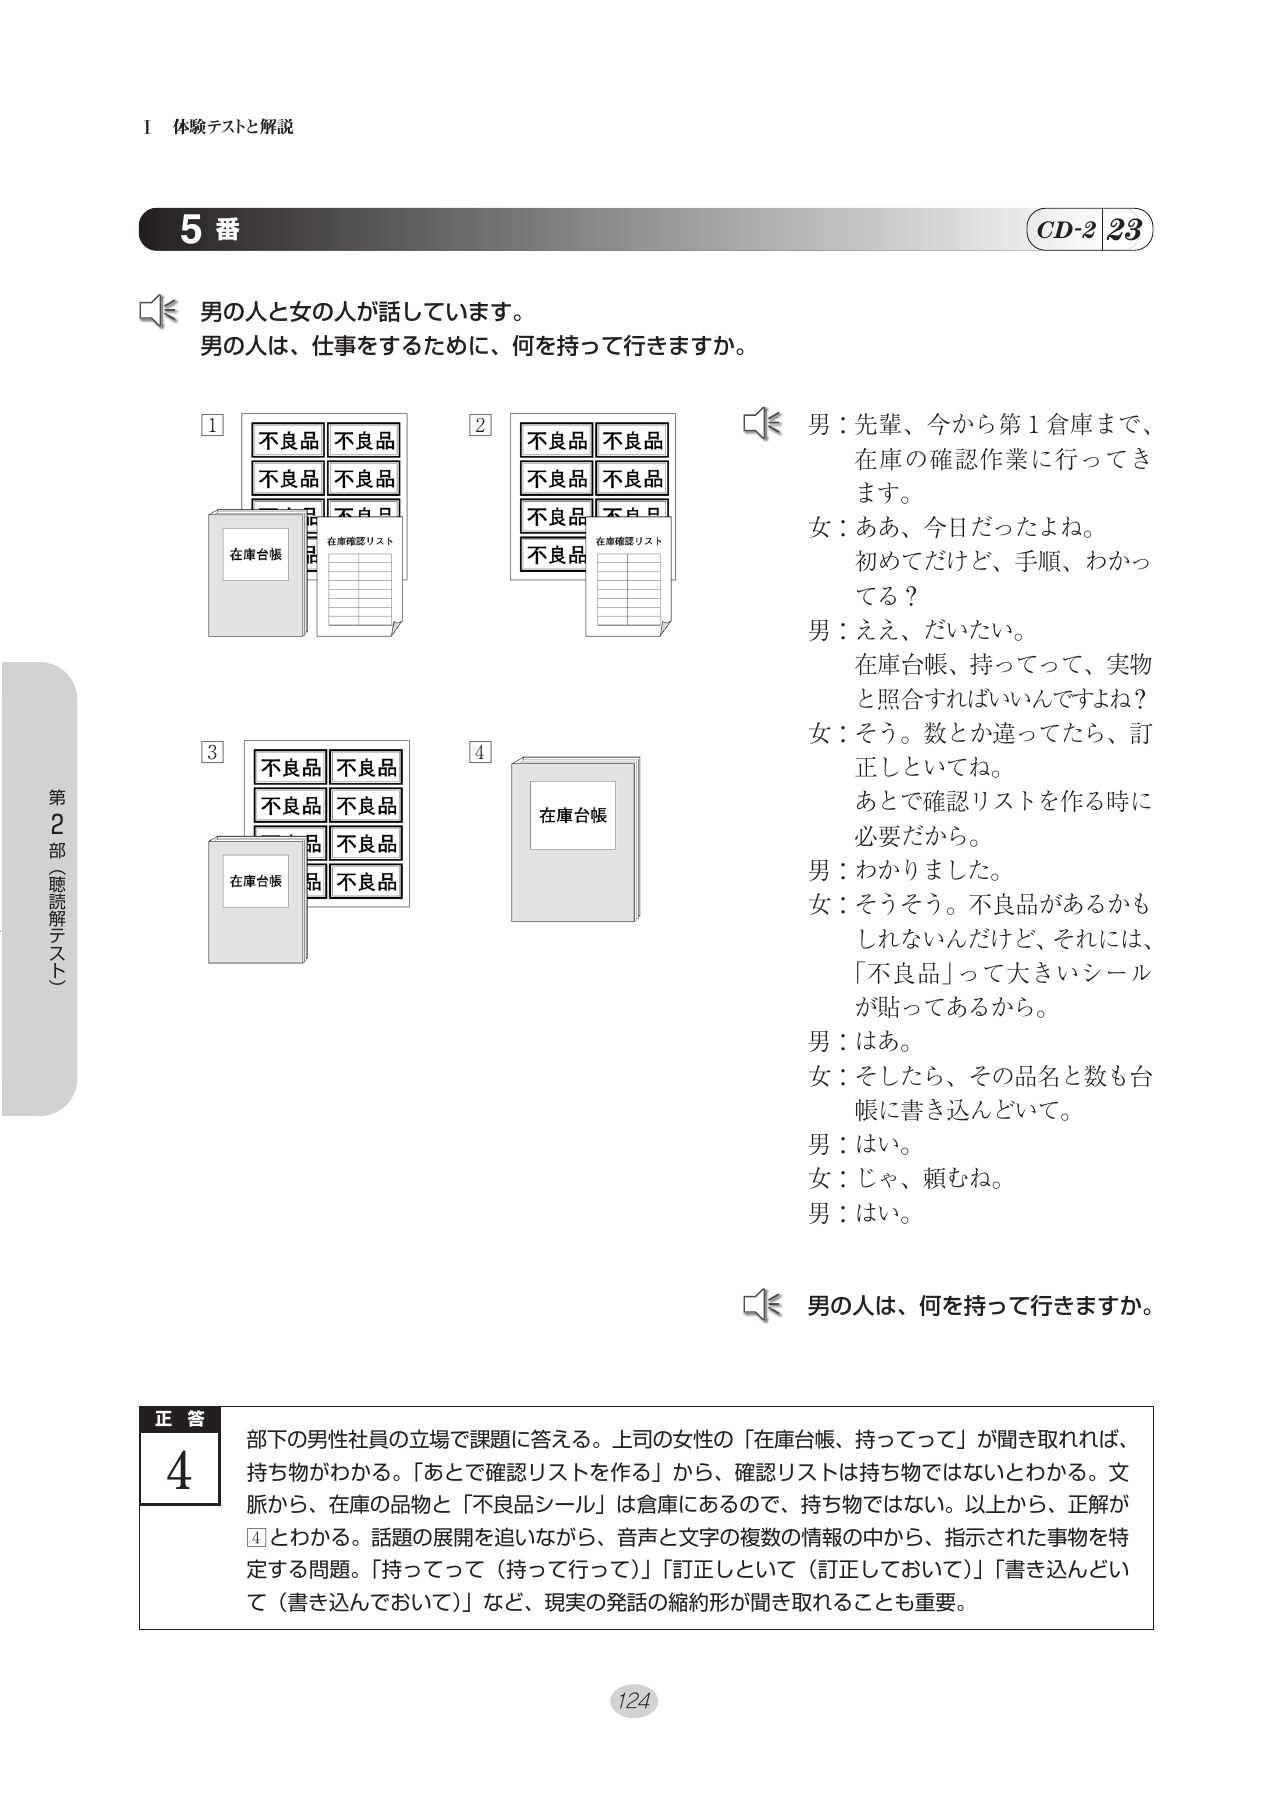 I 体験テストと解説
5 番
CD-2 23
男の人と女の人が話しています。
男の人は、仕事をするために、何を持って行きますか。
1
不良品 不良品
不良品 不良品
不良品
品
在庫台帳
在庫確認リスト
2
不良品 不良品
不良品 不良品
不良品 不良品
不良品
在庫確認リスト
3
不良品 不良品
不良品 不良品
品 不良品
品 不良品
在庫台帳
4
在庫台帳
男：先輩、今から第1倉庫まで、
在庫の確認作業に行ってき
ます。
女：ああ、今日だったよね。
初めてだけど、手順、わかっ
てる？
男：ええ、だいたい。
在庫台帳、持ってって、実物
と照合すればいいんですよね？
女：そう。数とか違ってたら、訂
正しといてね。
あとで確認リストを作る時に
必要だから。
男：わかりました。
女：そうそう。不良品があるかも
しれないんだけど、それには、
「不良品」って大きいシール
が貼ってあるから。
男：はあ。
女：そしたら、その品名と数も台
帳に書き込んどいて。
男：はい。
女：じゃ、頼むね。
男：はい。
男の人は、何を持って行きますか。
第2部（聴読解テスト）
正 答
4
部下の男性社員の立場で課題に答える。上司の女性の「在庫台帳、持ってって」が聞き取れれば、
持ち物がわかる。「あとで確認リストを作る」から、確認リストは持ち物ではないとわかる。文
脈から、在庫の品物と「不良品シール」は倉庫にあるので、持ち物ではない。以上から、正解が
4とわかる。話題の展開を追いながら、音声と文字の複数の情報の中から、指示された事物を特
定する問題。「持ってって（持って行って）」「訂正しといて（訂正しておいて）」「書き込んどい
て（書き込んでおいて）」など、現実の発話の縮約形が聞き取れることも重要。
124